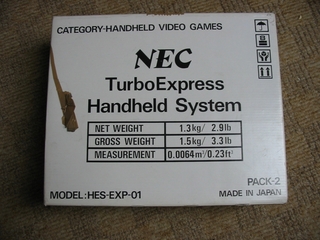 CATEGORY-HANDHELD VIDEO GAMES
NEC
TurboExpress
Handheld System
NET WEIGHT 1.3kg/ 2.9lb
GROSS WEIGHT 1.5kg/ 3.3lb
MEASUREMENT 0.0064m³/0.23ft³
PACK-2
MODEL:HES-EXP-01 MADE IN JAPAN